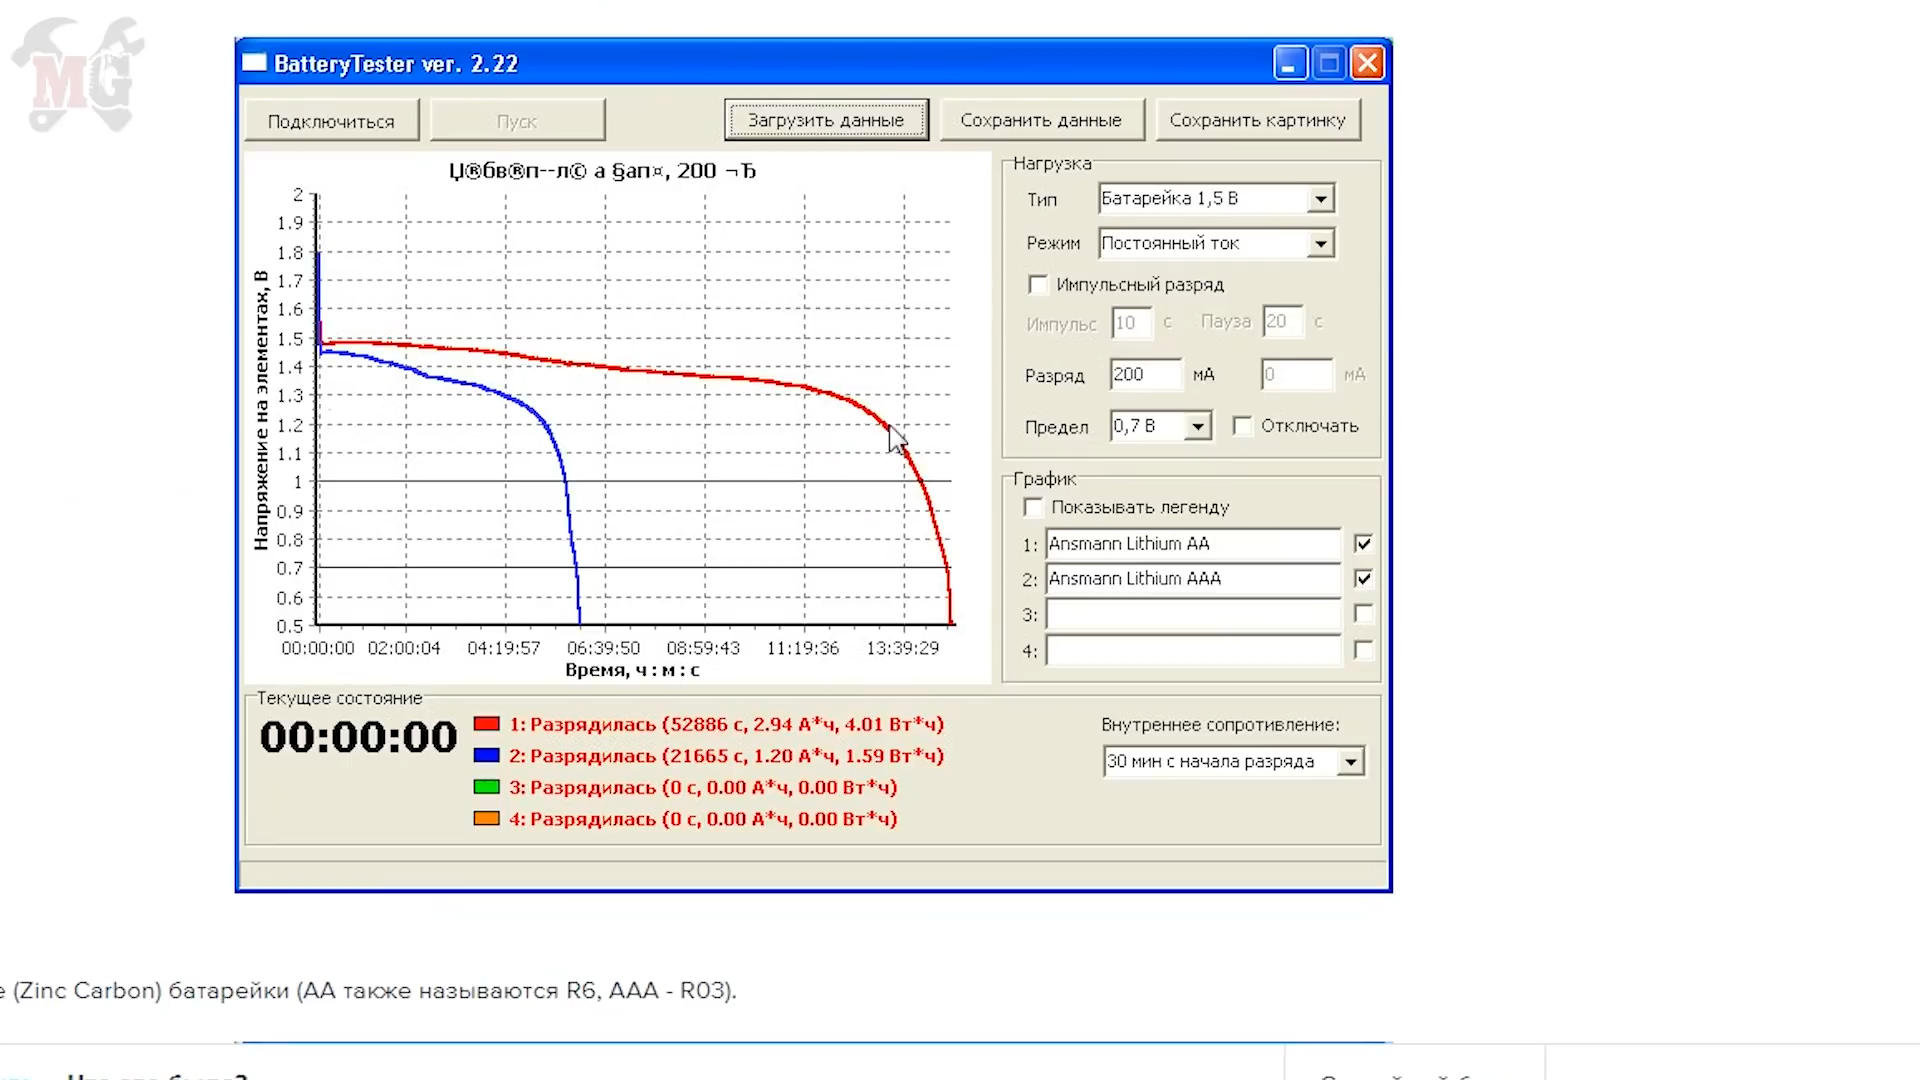 MG
BatteryTester ver. 2.22
Подключиться
Пуск
Загрузить данные
Сохранить данные
Сохранить картинку
Џ®бв®п--л© а §ап¤, 200 ¬Ђ
Напряжение на элементах, В
2
1.9
1.8
1.7
1.6
1.5
1.4
1.3
1.2
1.1
1
0.9
0.8
0.7
0.6
0.5
00:00:00 02:00:04 04:19:57 06:39:50 08:59:43 11:19:36 13:39:29
Время, ч : м : с
Нагрузка
Тип Батарейка 1,5 В
Режим Постоянный ток
Импульсный разряд
Импульс 10 с Пауза 20 с
Разряд 200 мА 0 мА
Предел 0,7 В Отключать
График
Показывать легенду
1: Ansmann Lithium AA
2: Ansmann Lithium AAA
3:
4:
Текущее состояние
00:00:00
1: Разрядилась (52886 с, 2.94 А*ч, 4.01 Вт*ч)
2: Разрядилась (21665 с, 1.20 А*ч, 1.59 Вт*ч)
3: Разрядилась (0 с, 0.00 А*ч, 0.00 Вт*ч)
4: Разрядилась (0 с, 0.00 А*ч, 0.00 Вт*ч)
Внутреннее сопротивление:
30 мин с начала разряда
е (Zinc Carbon) батарейки (AA также называются R6, AAA - R03).